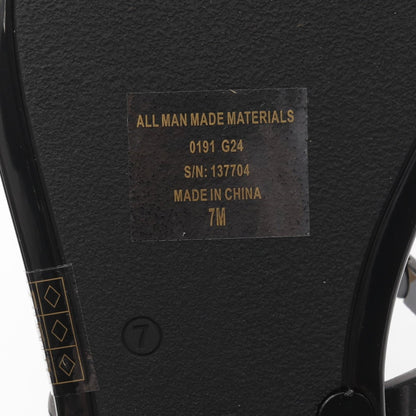 ALL MAN MADE MATERIALS
0191 G24
S/N: 137704
MADE IN CHINA
7M
7